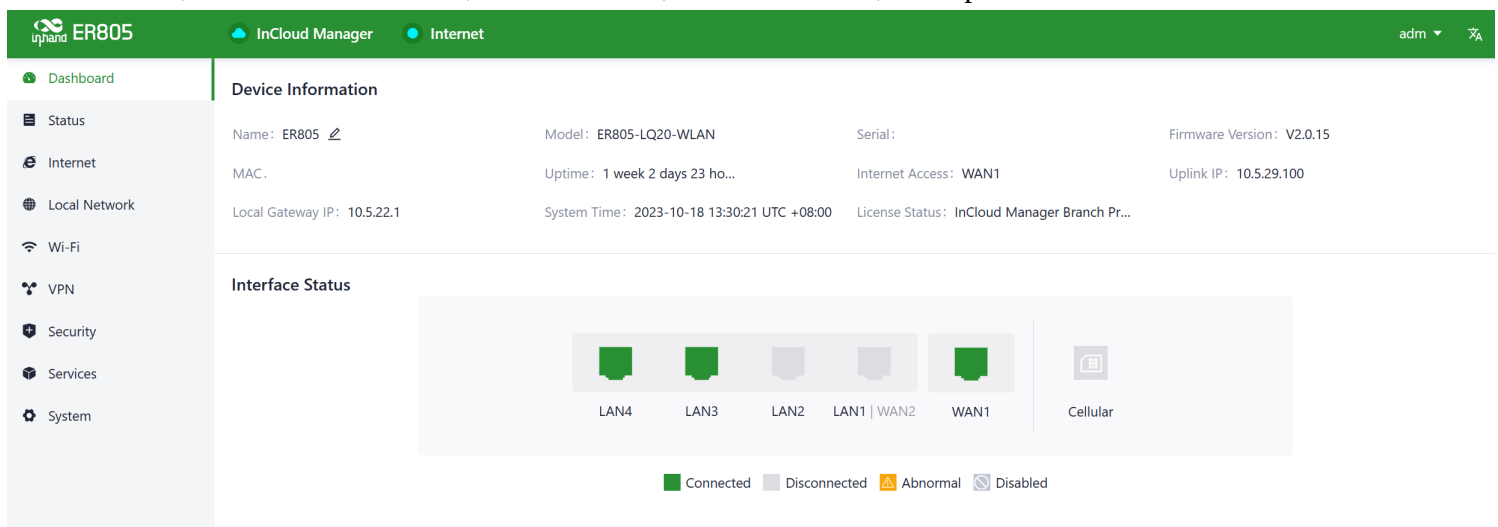 inhand ER805 InCloud Manager Internet adm
Dashboard
Status
Internet
Local Network
Wi-Fi
VPN
Security
Services
System
Device Information
Name: ER805 Model: ER805-LQ20-WLAN Serial: Firmware Version: V2.0.15
MAC: Uptime: 1 week 2 days 23 ho... Internet Access: WAN1 Uplink IP: 10.5.29.100
Local Gateway IP: 10.5.22.1 System Time: 2023-10-18 13:30:21 UTC +08:00 License Status: InCloud Manager Branch Pr...
Interface Status
LAN4 LAN3 LAN2 LAN1 | WAN2 WAN1 Cellular
Connected Disconnected Abnormal Disabled